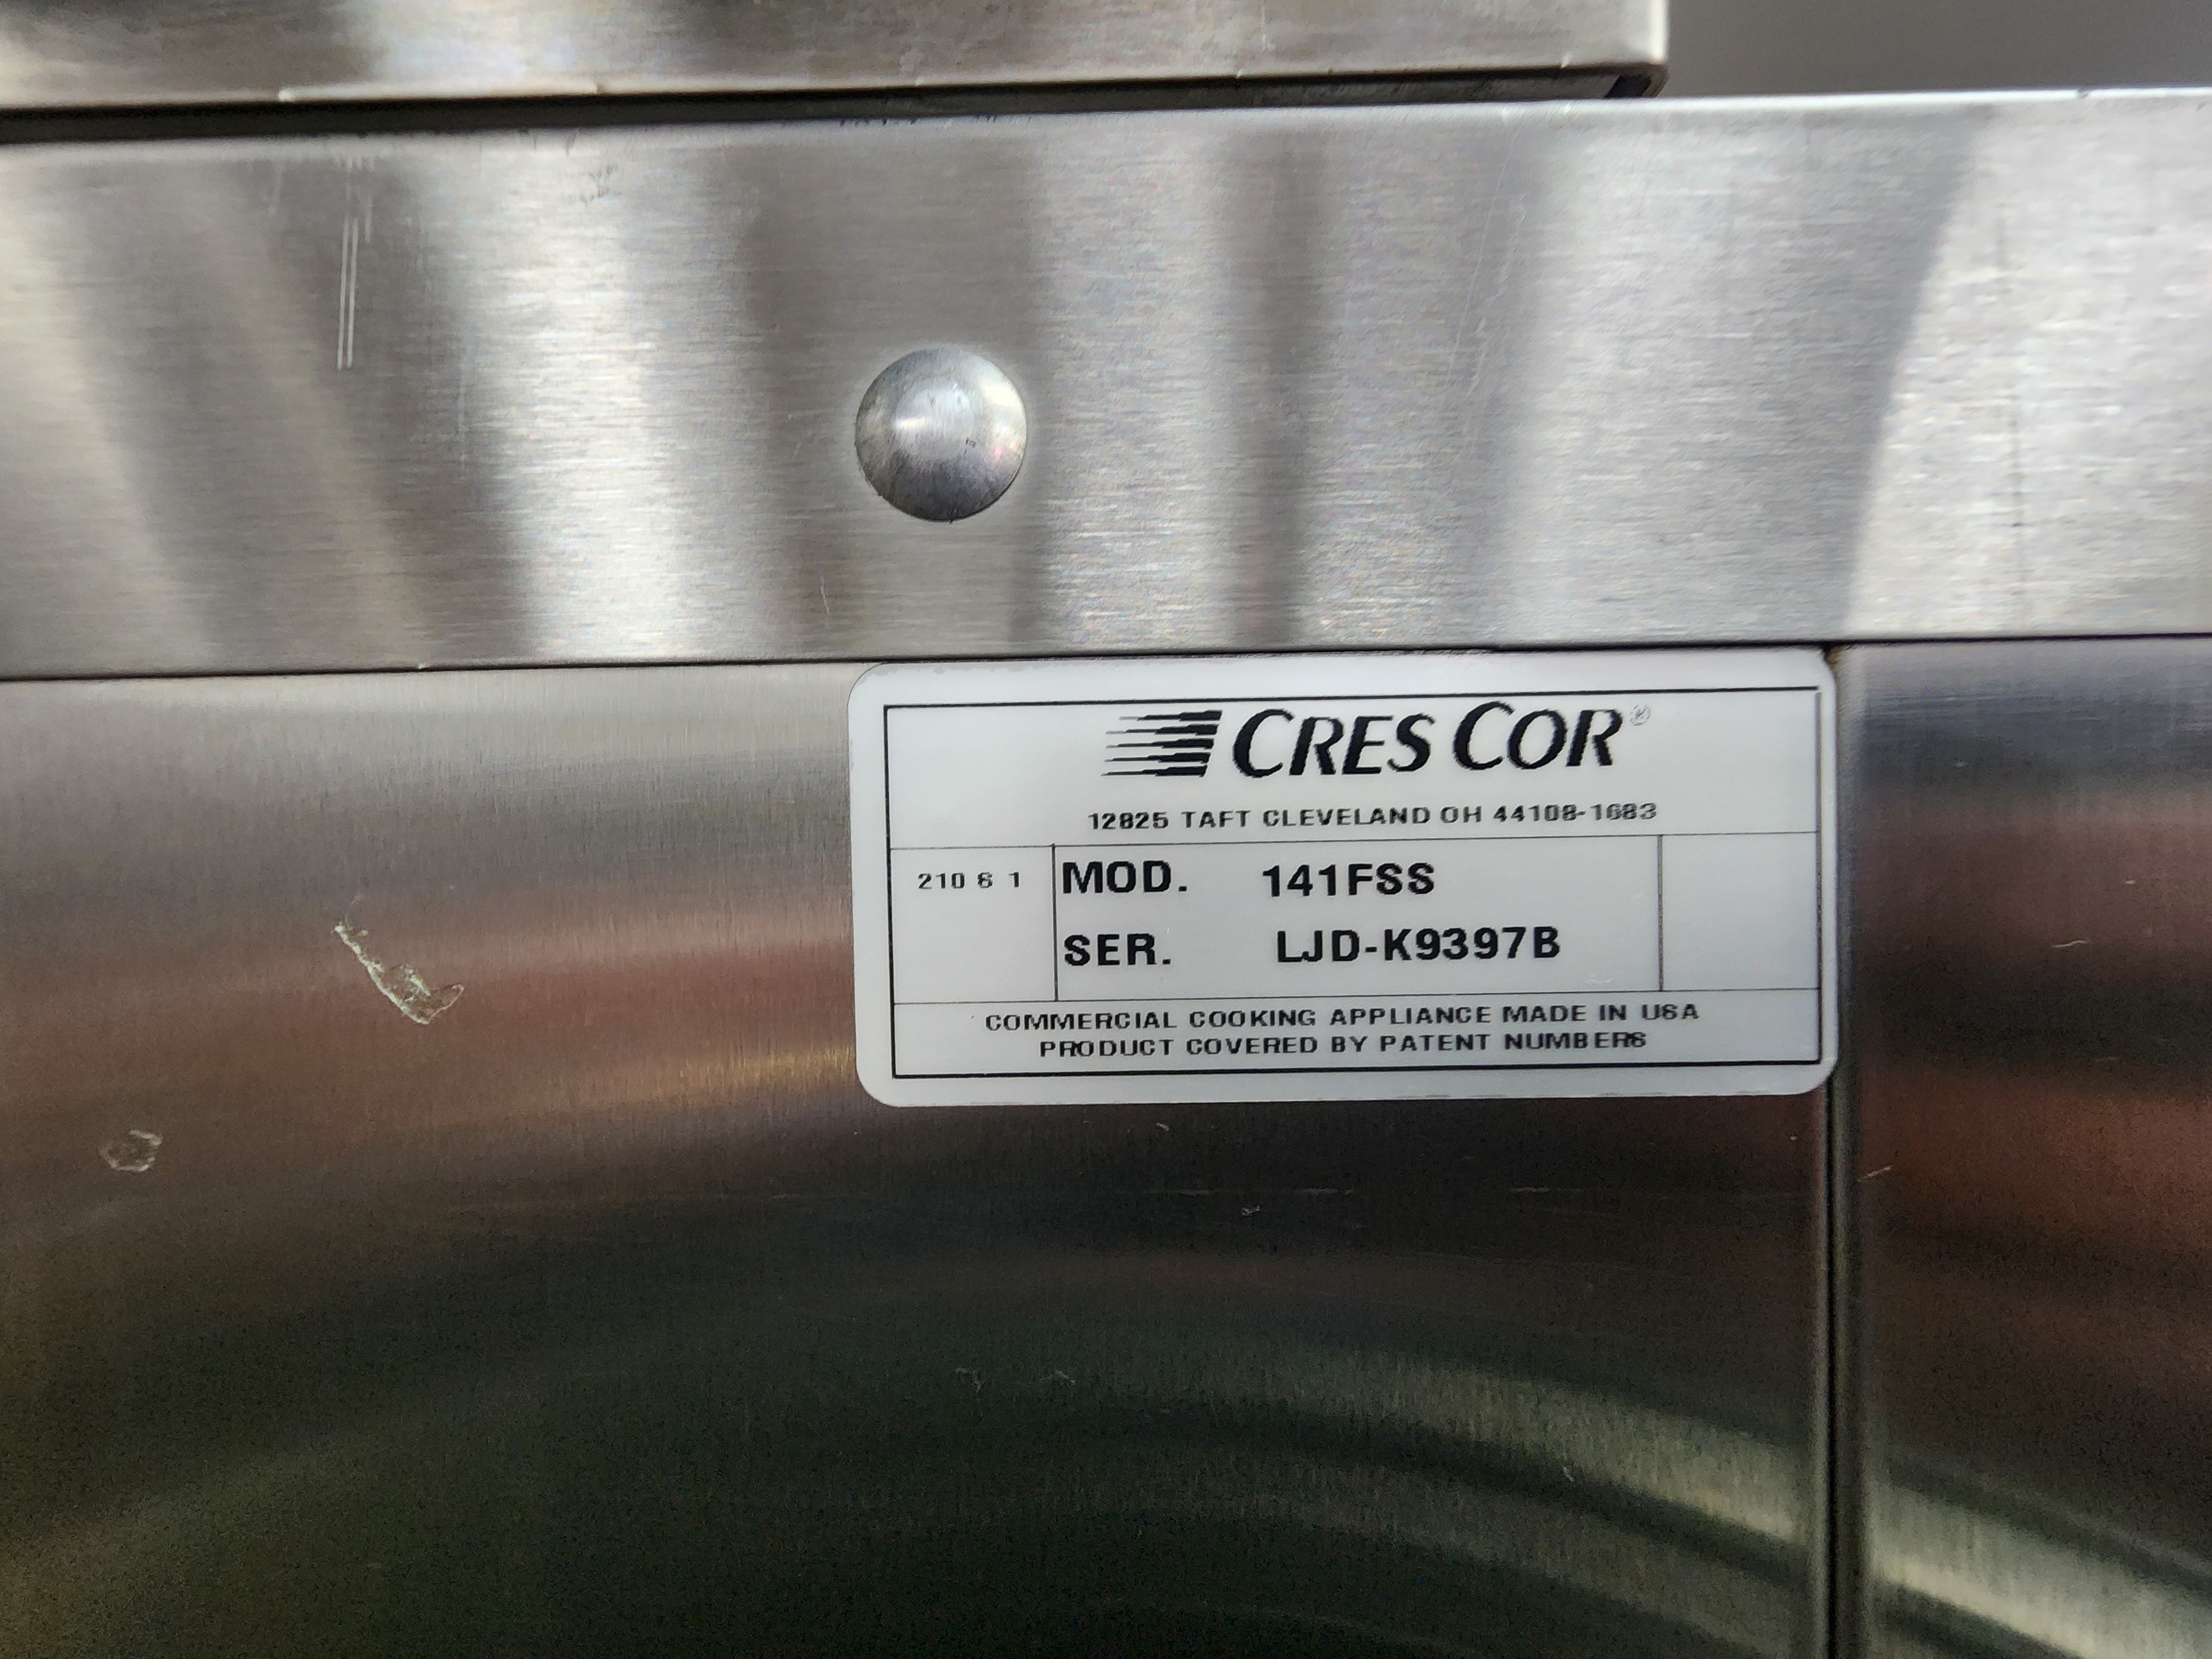 CRES COR®
12825 TAFT CLEVELAND OH 44108-1683
210 6 1 MOD. 141FSS
SER. LJD-K9397B
COMMERCIAL COOKING APPLIANCE MADE IN USA
PRODUCT COVERED BY PATENT NUMBERS